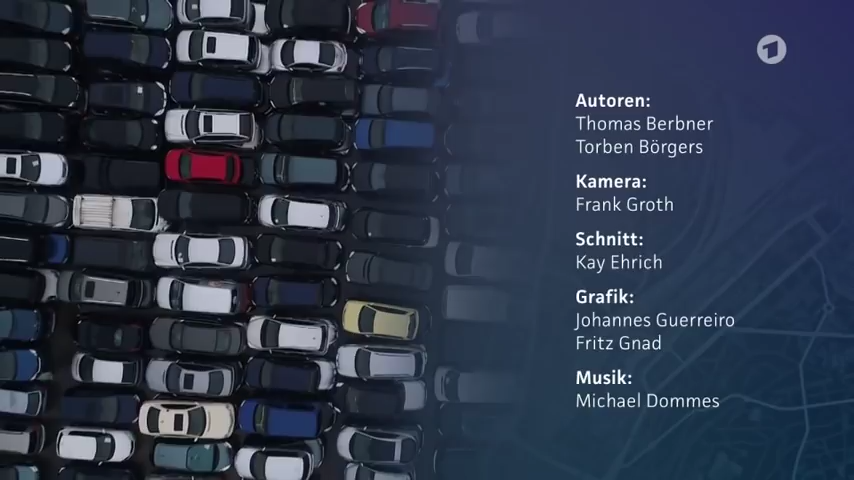 Autoren:
Thomas Berbner
Torben Börgers
Kamera:
Frank Groth
Schnitt:
Kay Ehrich
Grafik:
Johannes Guerreiro
Fritz Gnad
Musik:
Michael Dommes